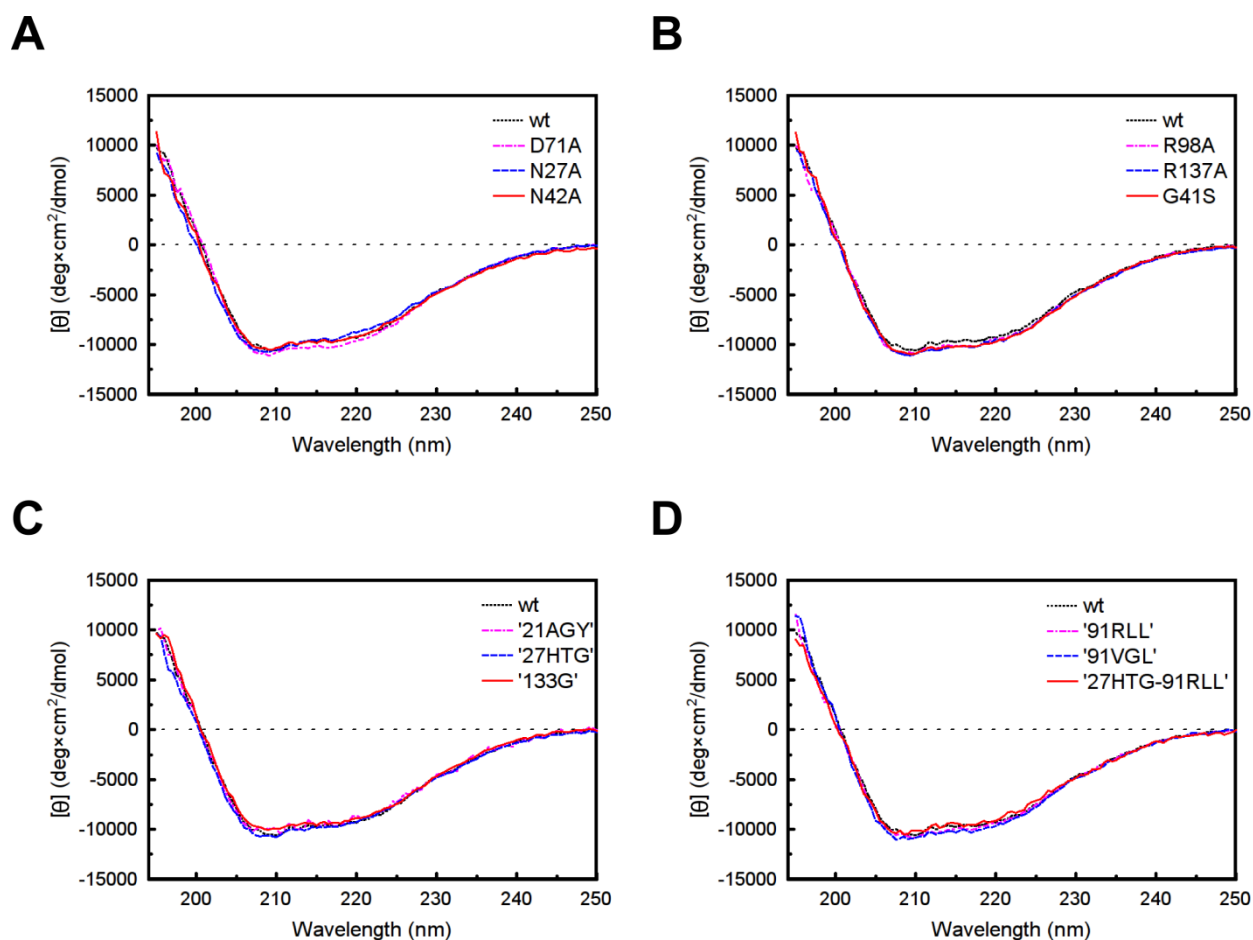 A
B
15000
10000
5000
0
-5000
-10000
-15000
[θ] (deg×cm²/dmol)
wt
D71A
N27A
N42A
200 210 220 230 240 250
Wavelength (nm)
15000
10000
5000
0
-5000
-10000
-15000
[θ] (deg×cm²/dmol)
wt
R98A
R137A
G41S
200 210 220 230 240 250
Wavelength (nm)
C
D
15000
10000
5000
0
-5000
-10000
-15000
[θ] (deg×cm²/dmol)
wt
'21AGY'
'27HTG'
'133G'
200 210 220 230 240 250
Wavelength (nm)
15000
10000
5000
0
-5000
-10000
-15000
[θ] (deg×cm²/dmol)
wt
'91RLL'
'91VGL'
'27HTG-91RLL'
200 210 220 230 240 250
Wavelength (nm)